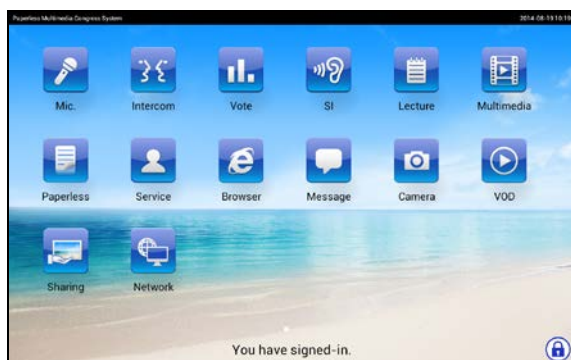 Paperless Multimedia Congress System 2014-08-19 10:19
Mic. Intercom Vote SI Lecture Multimedia
Paperless Service Browser Message Camera VOD
Sharing Network
You have signed-in.